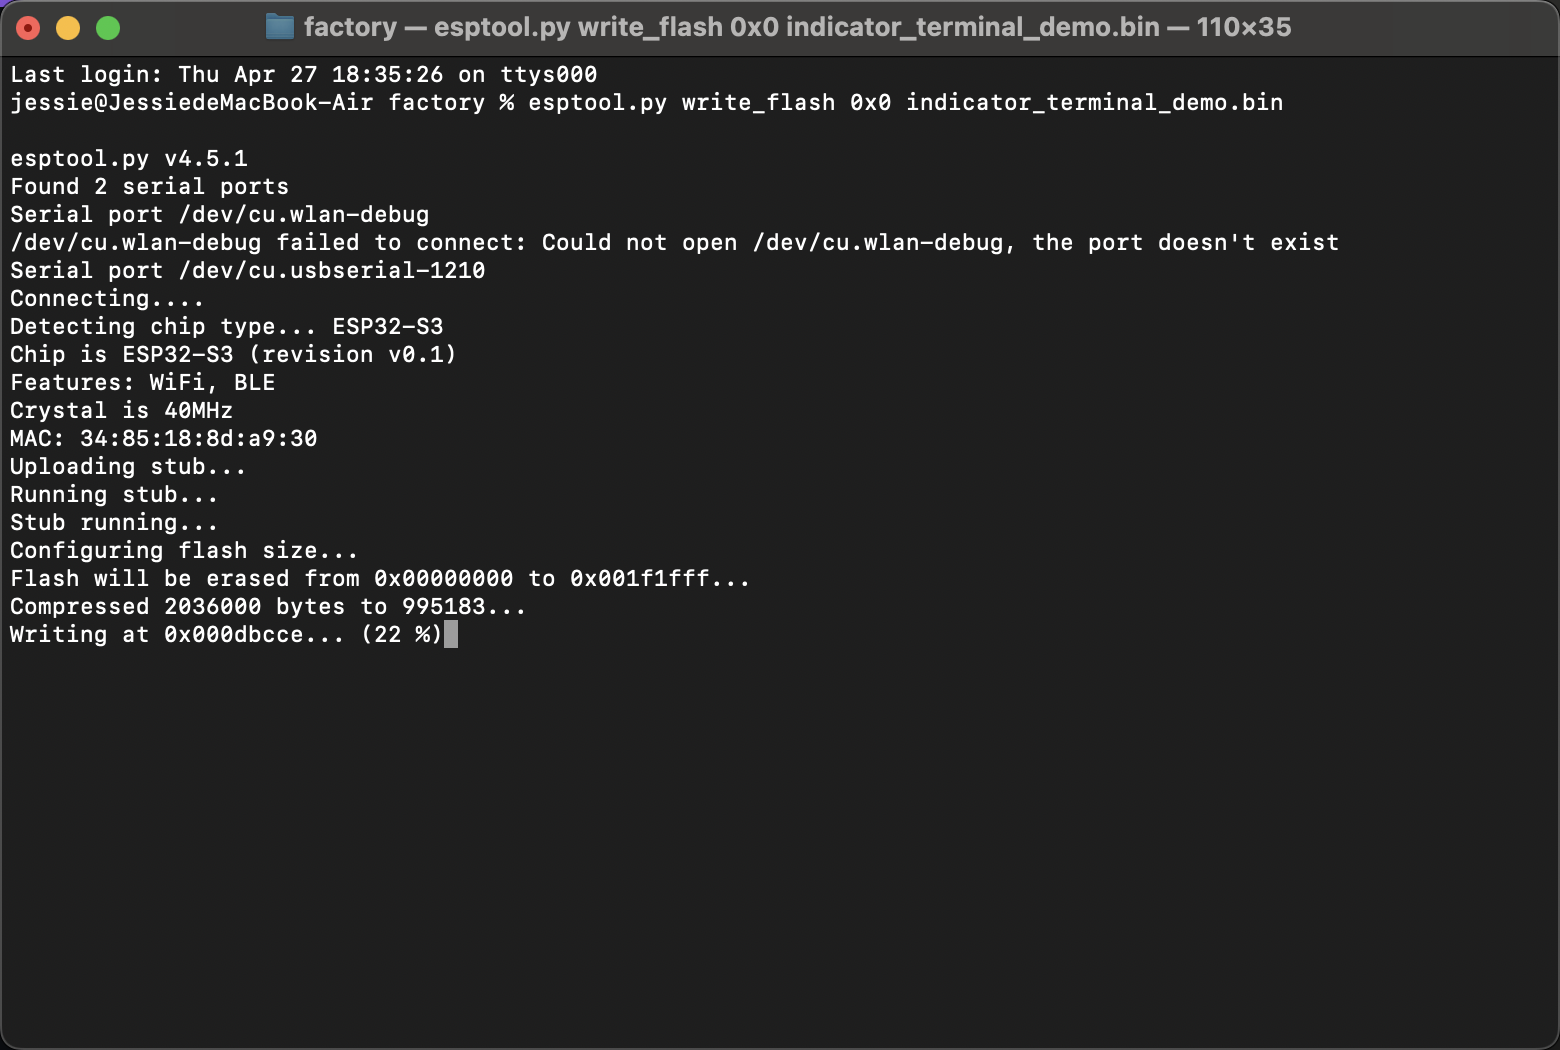 factory — esptool.py write_flash 0x0 indicator_terminal_demo.bin — 110×35
Last login: Thu Apr 27 18:35:26 on ttys000
jessie@JessiedeMacBook-Air factory % esptool.py write_flash 0x0 indicator_terminal_demo.bin
esptool.py v4.5.1
Found 2 serial ports
Serial port /dev/cu.wlan-debug
/dev/cu.wlan-debug failed to connect: Could not open /dev/cu.wlan-debug, the port doesn't exist
Serial port /dev/cu.usbserial-1210
Connecting....
Detecting chip type... ESP32-S3
Chip is ESP32-S3 (revision v0.1)
Features: WiFi, BLE
Crystal is 40MHz
MAC: 34:85:18:8d:a9:30
Uploading stub...
Running stub...
Stub running...
Configuring flash size...
Flash will be erased from 0x00000000 to 0x001f1fff...
Compressed 2036000 bytes to 995183...
Writing at 0x000dbcce... (22 %)